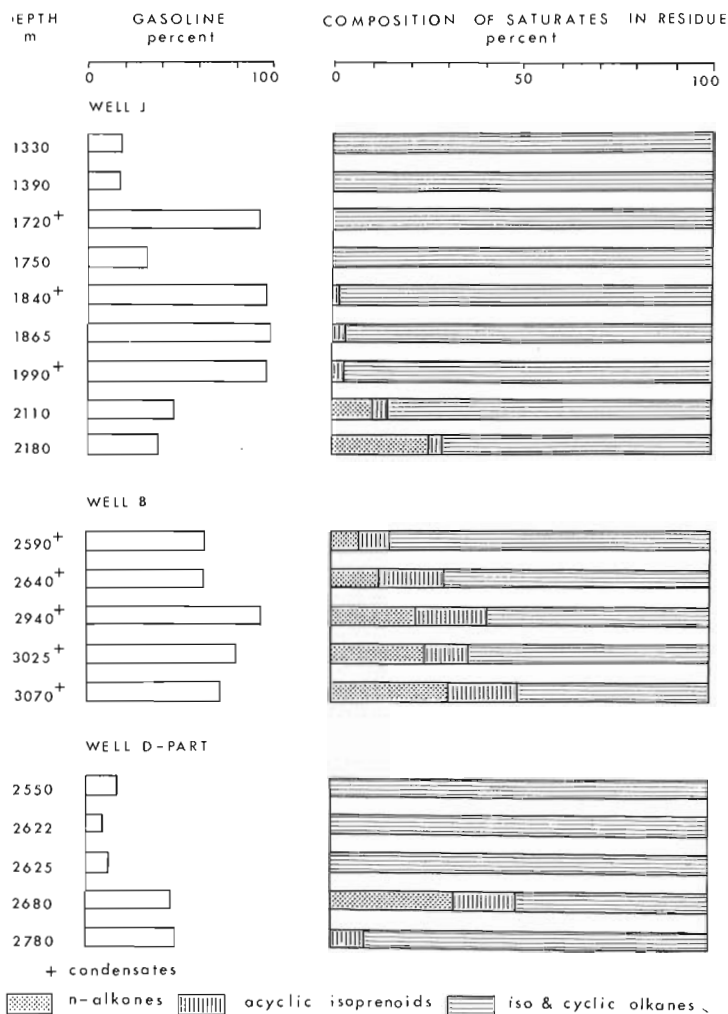 DEPTH GASOLINE COMPOSITION OF SATURATES IN RESIDUE
m percent percent
0 100 0 50 100
WELL J
1330
1390
1720+
1750
1840+
1865
1990+
2110
2180
WELL B
2590+
2640+
2940+
3025+
3070+
WELL D-PART
2550
2622
2625
2680
2780
+ condensates
n-alkanes acyclic isoprenoids iso & cyclic alkanes